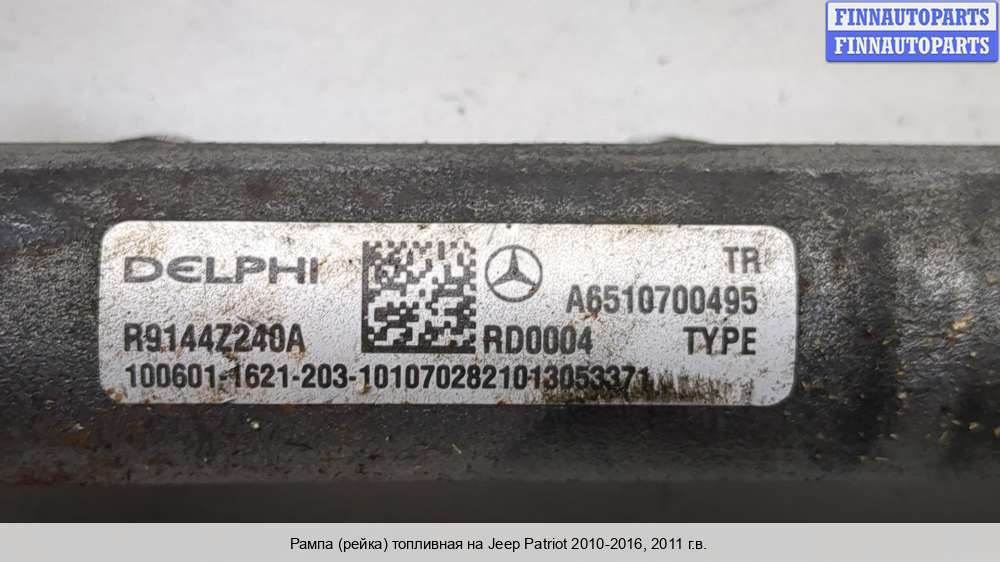 FINNAUTOPARTS
FINNAUTOPARTS
DELPHI TR
A6510700495
R9144Z240A RD0004 TYPE
100601-1621-203-1010702821013053371
Рампа (рейка) топливная на Jeep Patriot 2010-2016, 2011 г.в.